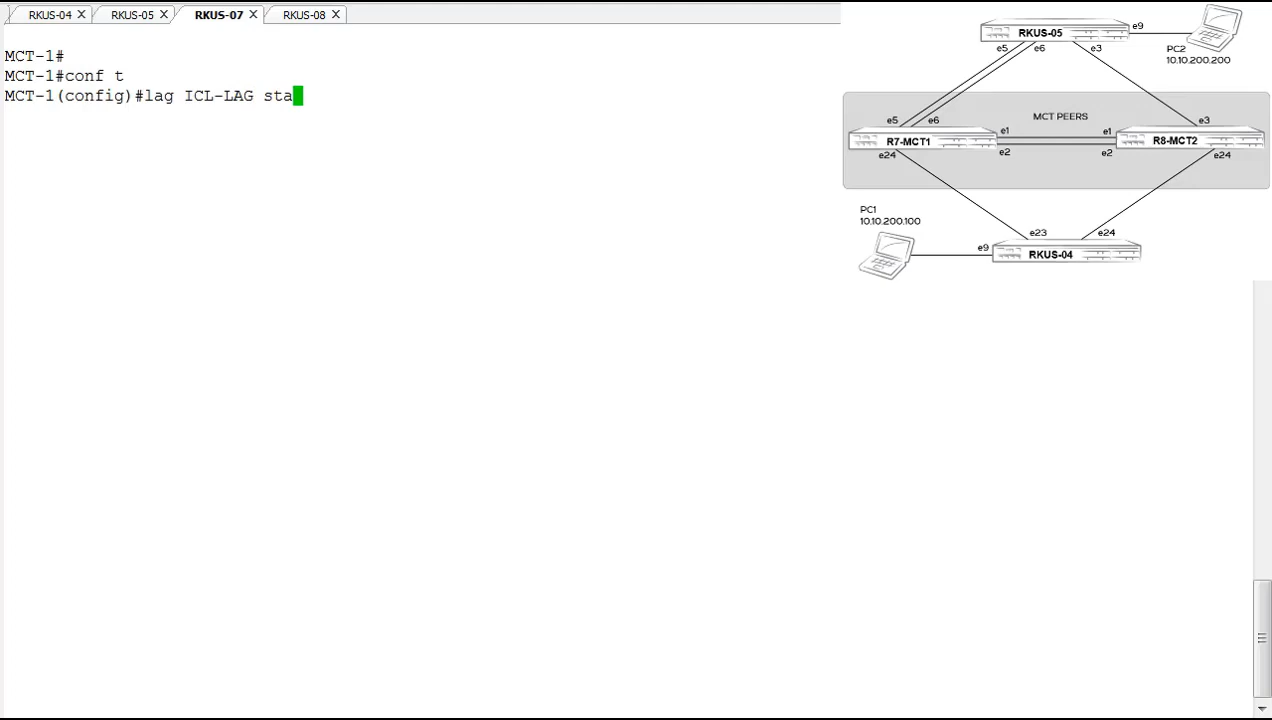 RKUS-04 X RKUS-05 X RKUS-07 X RKUS-08 X
MCT-1#
MCT-1#conf t
MCT-1(config)#lag ICL-LAG sta
RKUS-05
e9
PC2
10.10.200.200
e5 e6 e3
MCT PEERS
e5 e6 e3
R7-MCT1 e1 e1 R8-MCT2
e24 e2 e2 e24
PC1
10.10.200.100
e23 e24
e9 RKUS-04